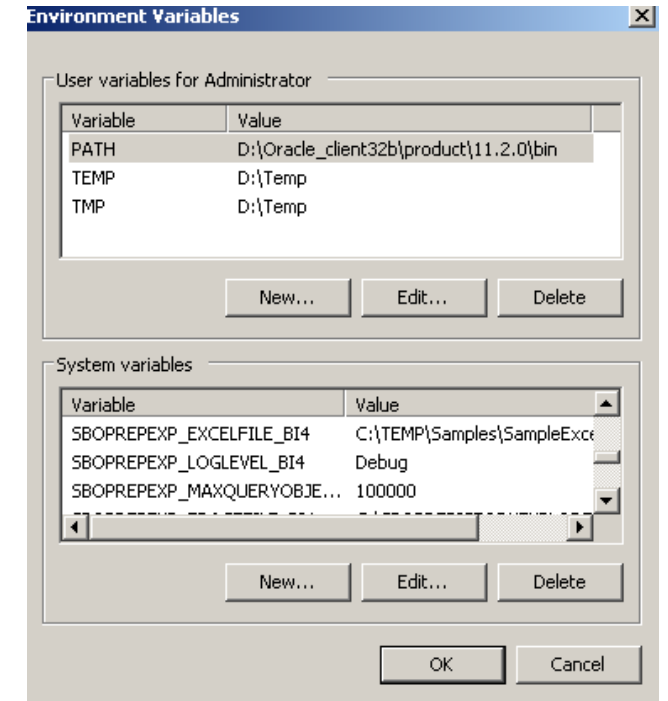 Environment Variables
User variables for Administrator
Variable Value
PATH D:\Oracle_client32b\product\11.2.0\bin
TEMP D:\Temp
TMP D:\Temp
New... Edit... Delete
System variables
Variable Value
SBOPREPEXP_EXCELFILE_BI4 C:\TEMP\Samples\SampleExce
SBOPREPEXP_LOGLEVEL_BI4 Debug
SBOPREPEXP_MAXQUERYOBJE... 100000
New... Edit... Delete
OK Cancel